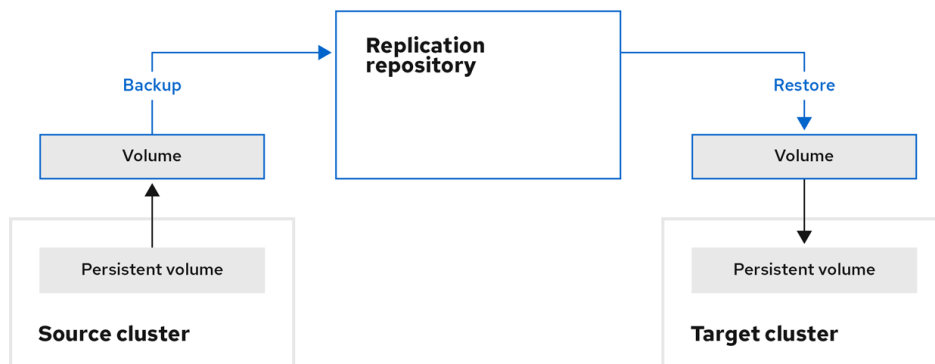 Replication
repository
Backup
Restore
Volume
Volume
Persistent volume
Persistent volume
Source cluster
Target cluster